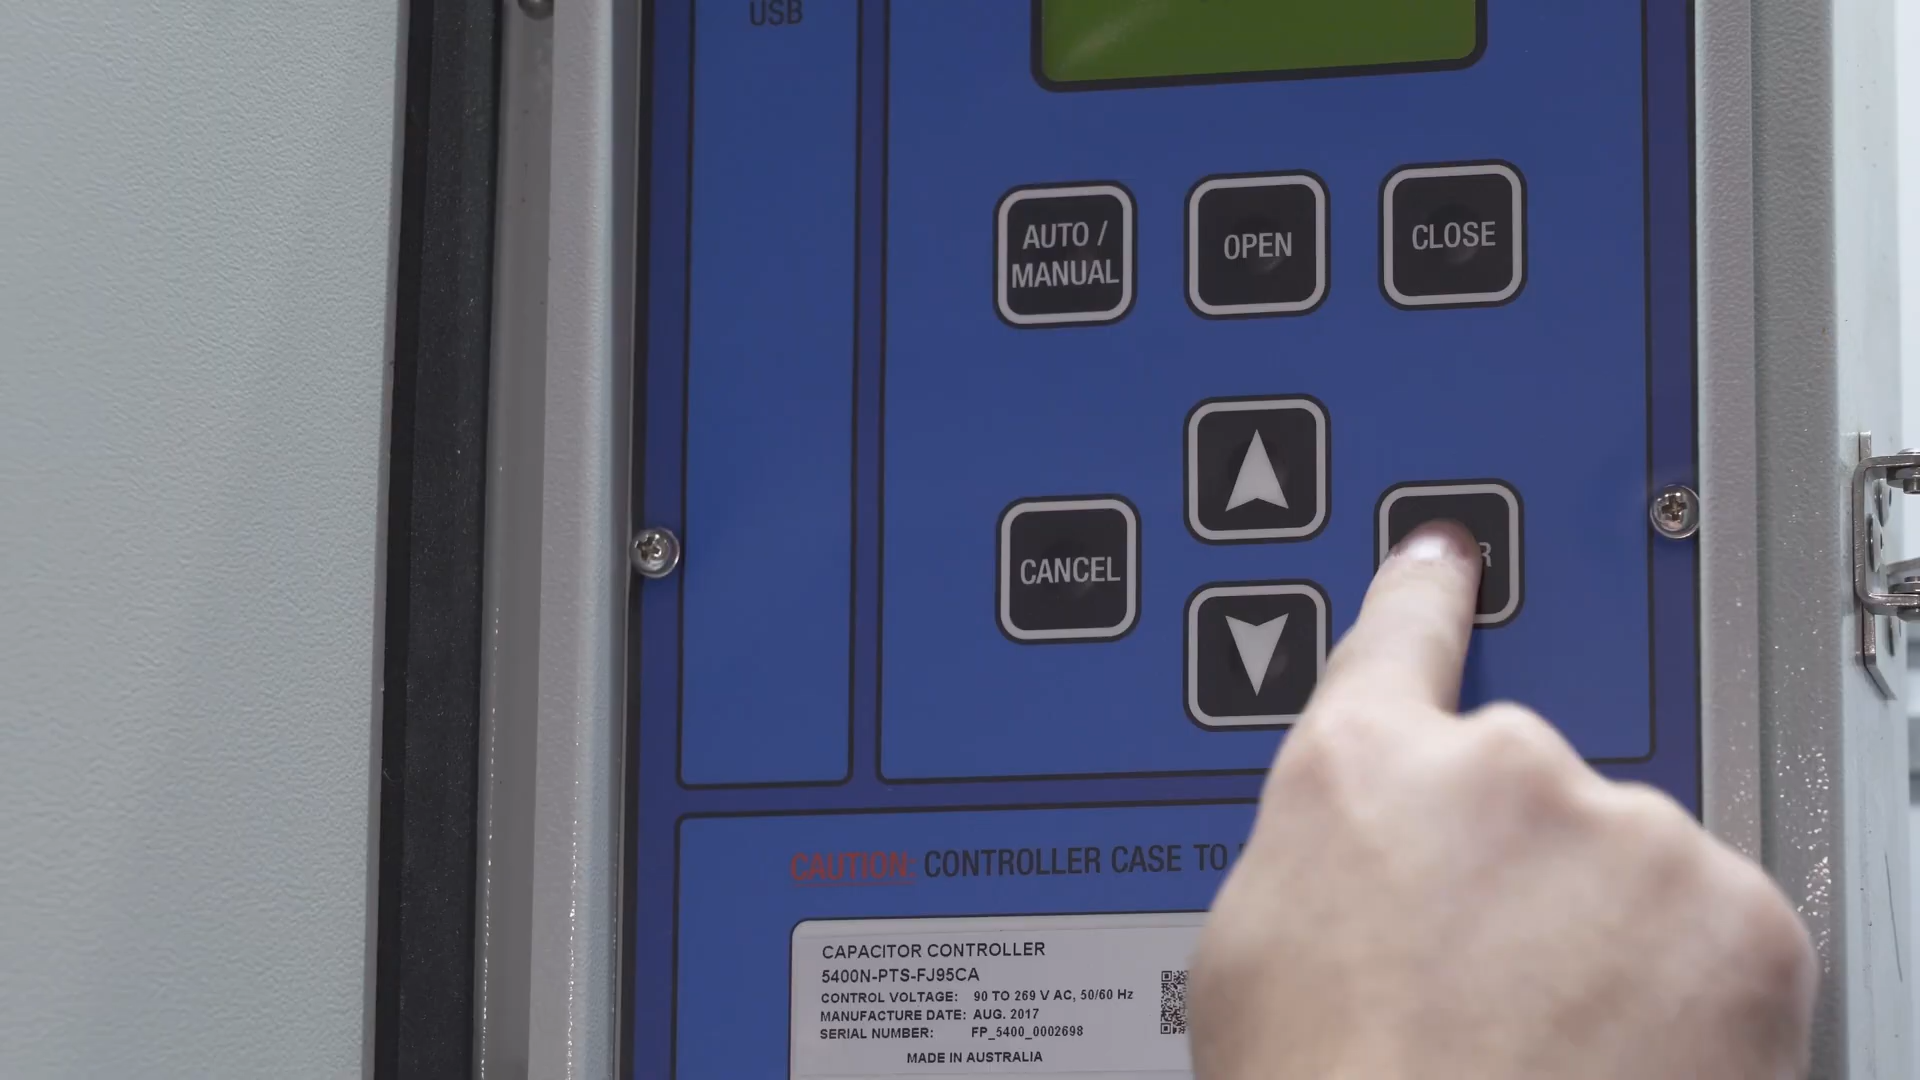 USB
AUTO /
MANUAL
OPEN
CLOSE
CANCEL
R
CAUTION: CONTROLLER CASE TO
CAPACITOR CONTROLLER
5400N-PTS-FJ95CA
CONTROL VOLTAGE: 90 TO 269 V AC, 50/60 Hz
MANUFACTURE DATE: AUG. 2017
SERIAL NUMBER: FP_5400_0002698
MADE IN AUSTRALIA